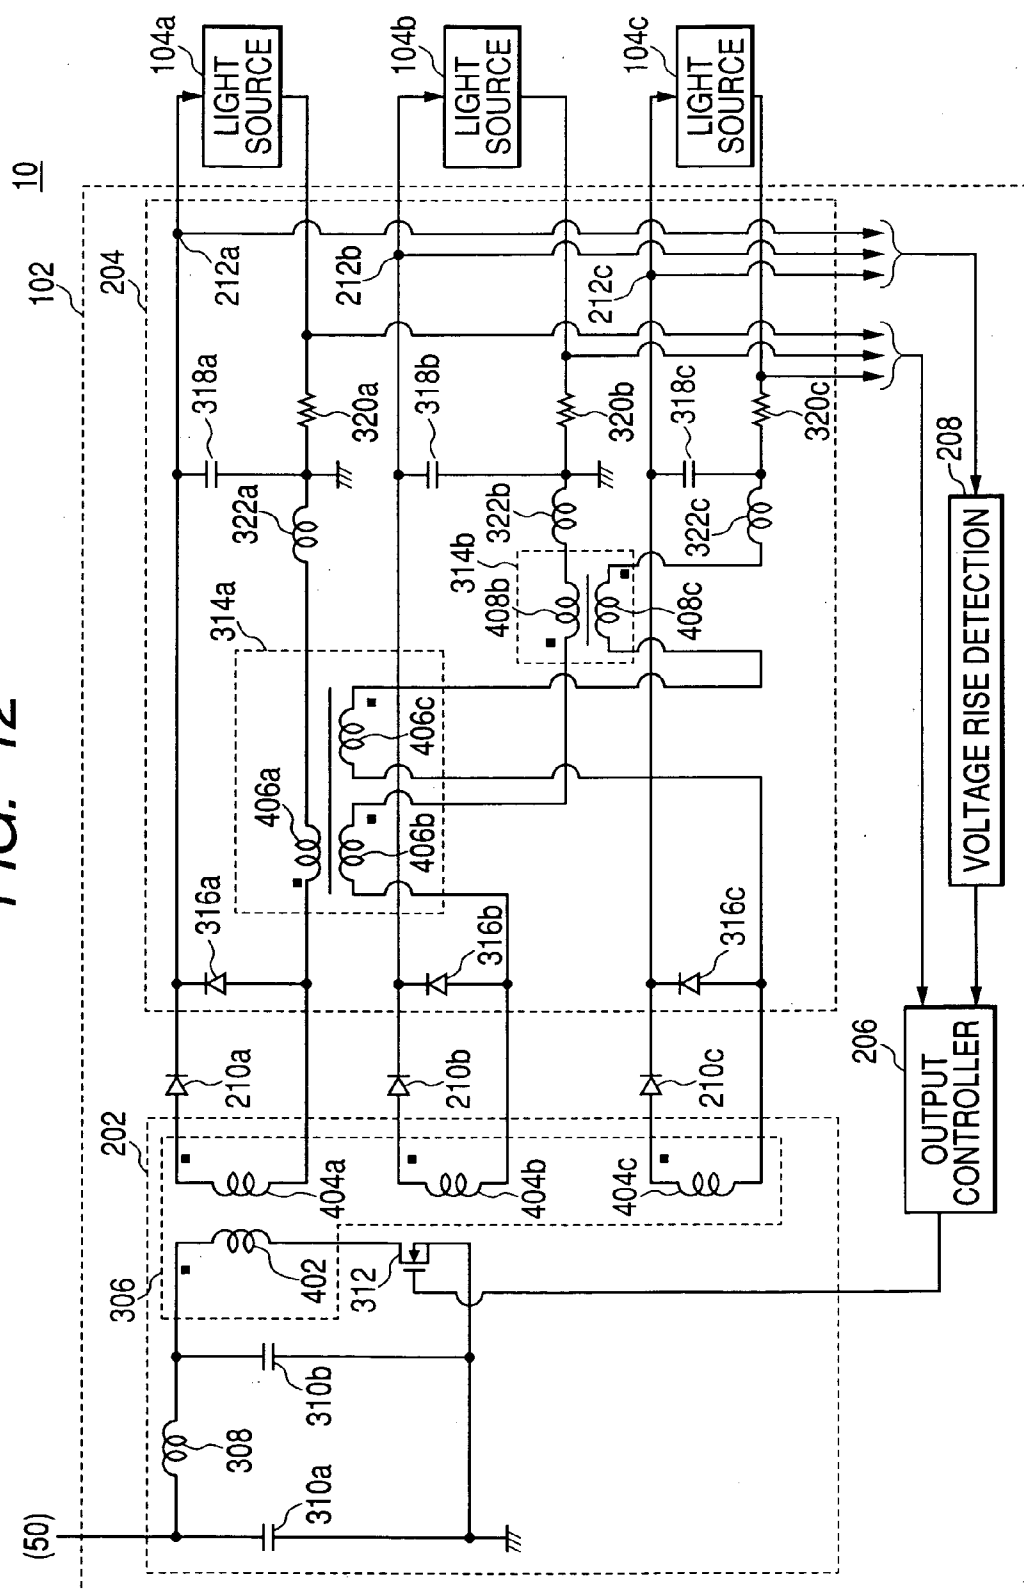 FIG. 12
10
102
204
104a
LIGHT
SOURCE
104b
LIGHT
SOURCE
104c
LIGHT
SOURCE
212a
212b
212c
318a
318b
318c
320a
320b
320c
322a
322b
322c
314a
314b
408b
408c
406a
406b
406c
316a
316b
316c
210a
210b
210c
202
404a
404b
404c
306
402
312
310b
308
310a
(50)
206
OUTPUT
CONTROLLER
208
VOLTAGE RISE DETECTION